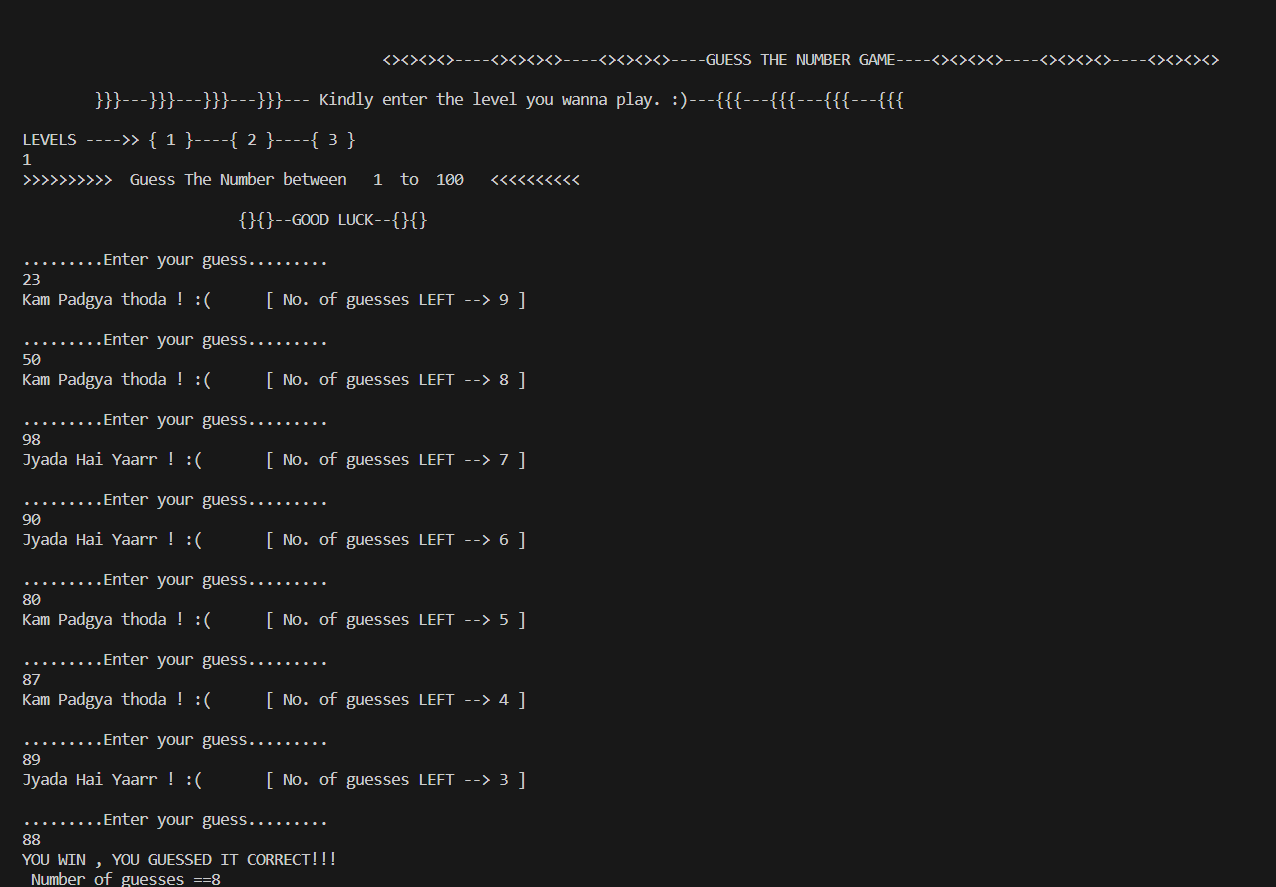 <><><><>----<><><><>----<><><><>----GUESS THE NUMBER GAME----<><><><>----<><><><>----<><><><>
}}}---}}}---}}}---}}}--- Kindly enter the level you wanna play. :)---{{{---{{{---{{{---{{{
LEVELS ---->> { 1 }----{ 2 }----{ 3 }
1
>>>>>>>>>>  Guess The Number between   1  to  100   <<<<<<<<<<
{}{}--GOOD LUCK--{}{}
.........Enter your guess.........
23
Kam Padgya thoda ! :(      [ No. of guesses LEFT --> 9 ]
.........Enter your guess.........
50
Kam Padgya thoda ! :(      [ No. of guesses LEFT --> 8 ]
.........Enter your guess.........
98
Jyada Hai Yaarr ! :(       [ No. of guesses LEFT --> 7 ]
.........Enter your guess.........
90
Jyada Hai Yaarr ! :(       [ No. of guesses LEFT --> 6 ]
.........Enter your guess.........
80
Kam Padgya thoda ! :(      [ No. of guesses LEFT --> 5 ]
.........Enter your guess.........
87
Kam Padgya thoda ! :(      [ No. of guesses LEFT --> 4 ]
.........Enter your guess.........
89
Jyada Hai Yaarr ! :(       [ No. of guesses LEFT --> 3 ]
.........Enter your guess.........
88
YOU WIN , YOU GUESSED IT CORRECT!!!
Number of guesses ==8